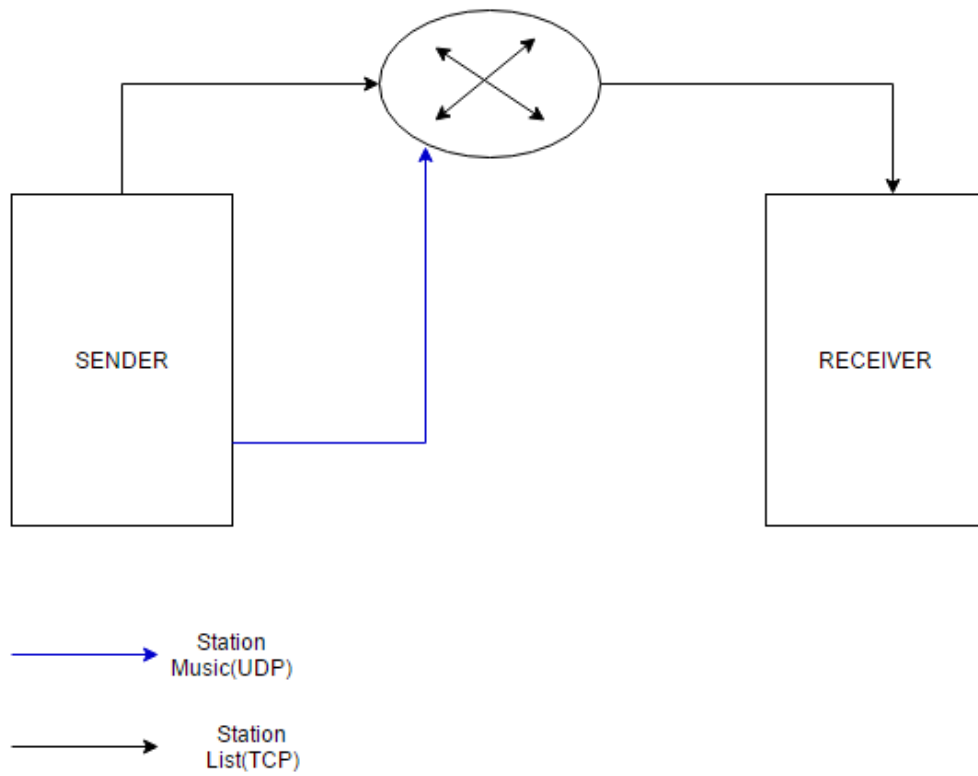 SENDER
RECEIVER
Station
Music(UDP)
Station
List(TCP)